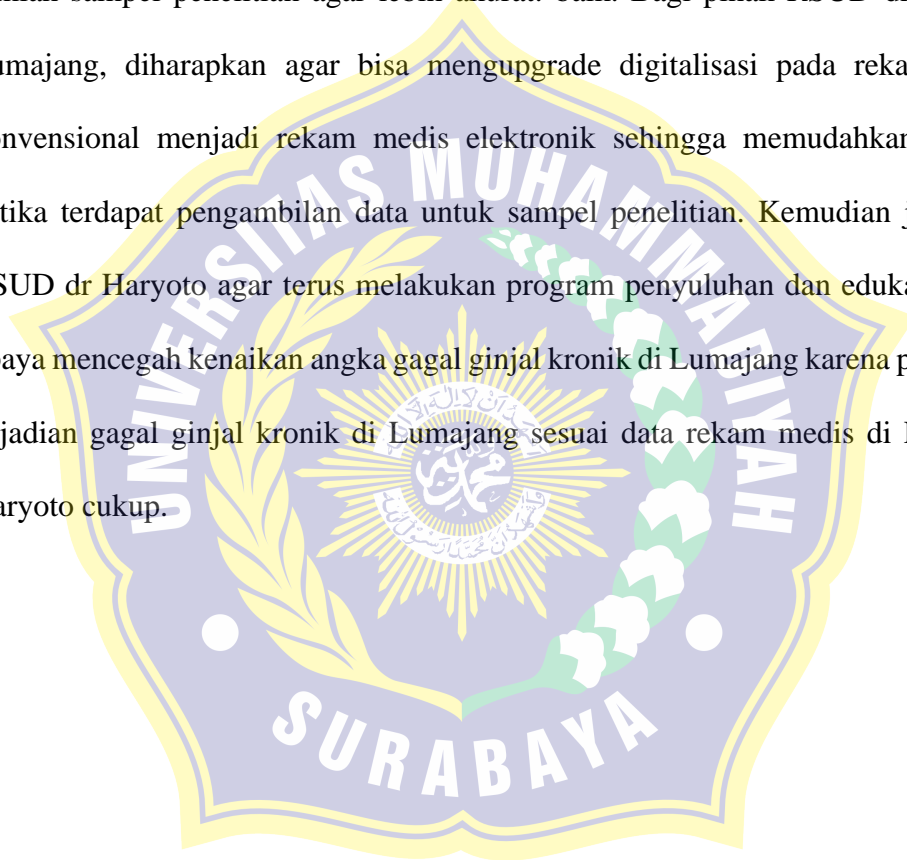 sampel penelitian agar lebih akurat. baik. Bagi pihak RSUD
umajang, diharapkan agar bisa mengupgrade digitalisasi pada reka
onvensional menjadi rekam medis elektronik sehingga memudahkan
tika terdapat pengambilan data untuk sampel penelitian. Kemudian j
SUD dr Haryoto agar terus melakukan program penyuluhan dan eduka
paya mencegah kenaikan angka gagal ginjal kronik di Lumajang karena p
jadian gagal ginjal kronik di Lumajang sesuai data rekam medis di
aryoto cukup.
UNIVERSITAS MUHAMMADIYAH
SURABAYA